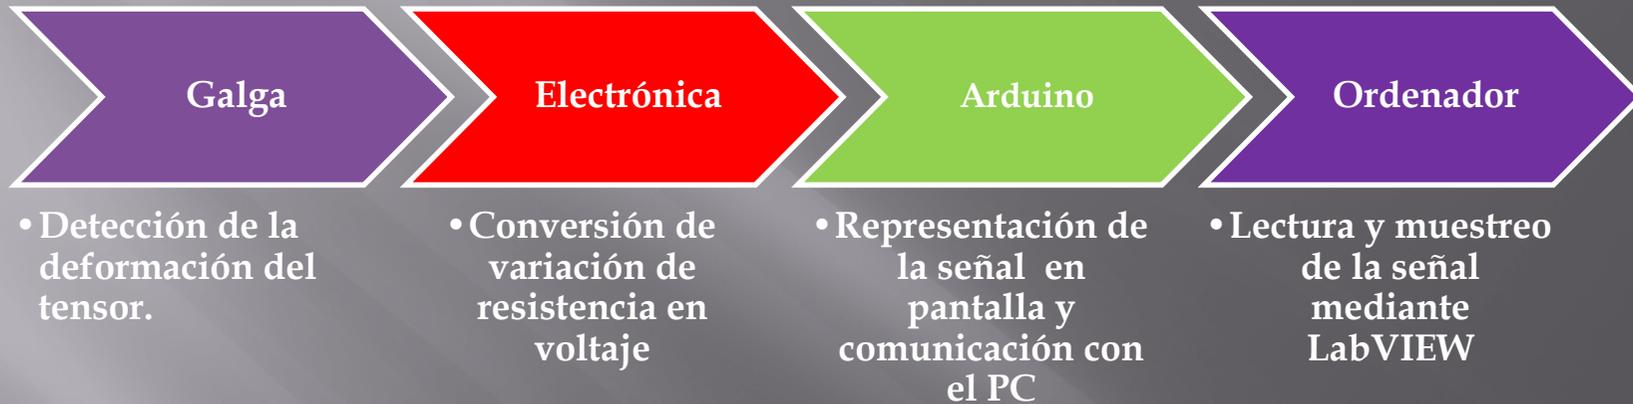 Galga
Electrónica
Arduino
Ordenador
•Detección de la
deformación del
tensor.
•Conversión de
variación de
resistencia en
voltaje
•Representación de
la señal en
pantalla y
comunicación con
el PC
•Lectura y muestreo
de la señal
mediante
LabVIEW